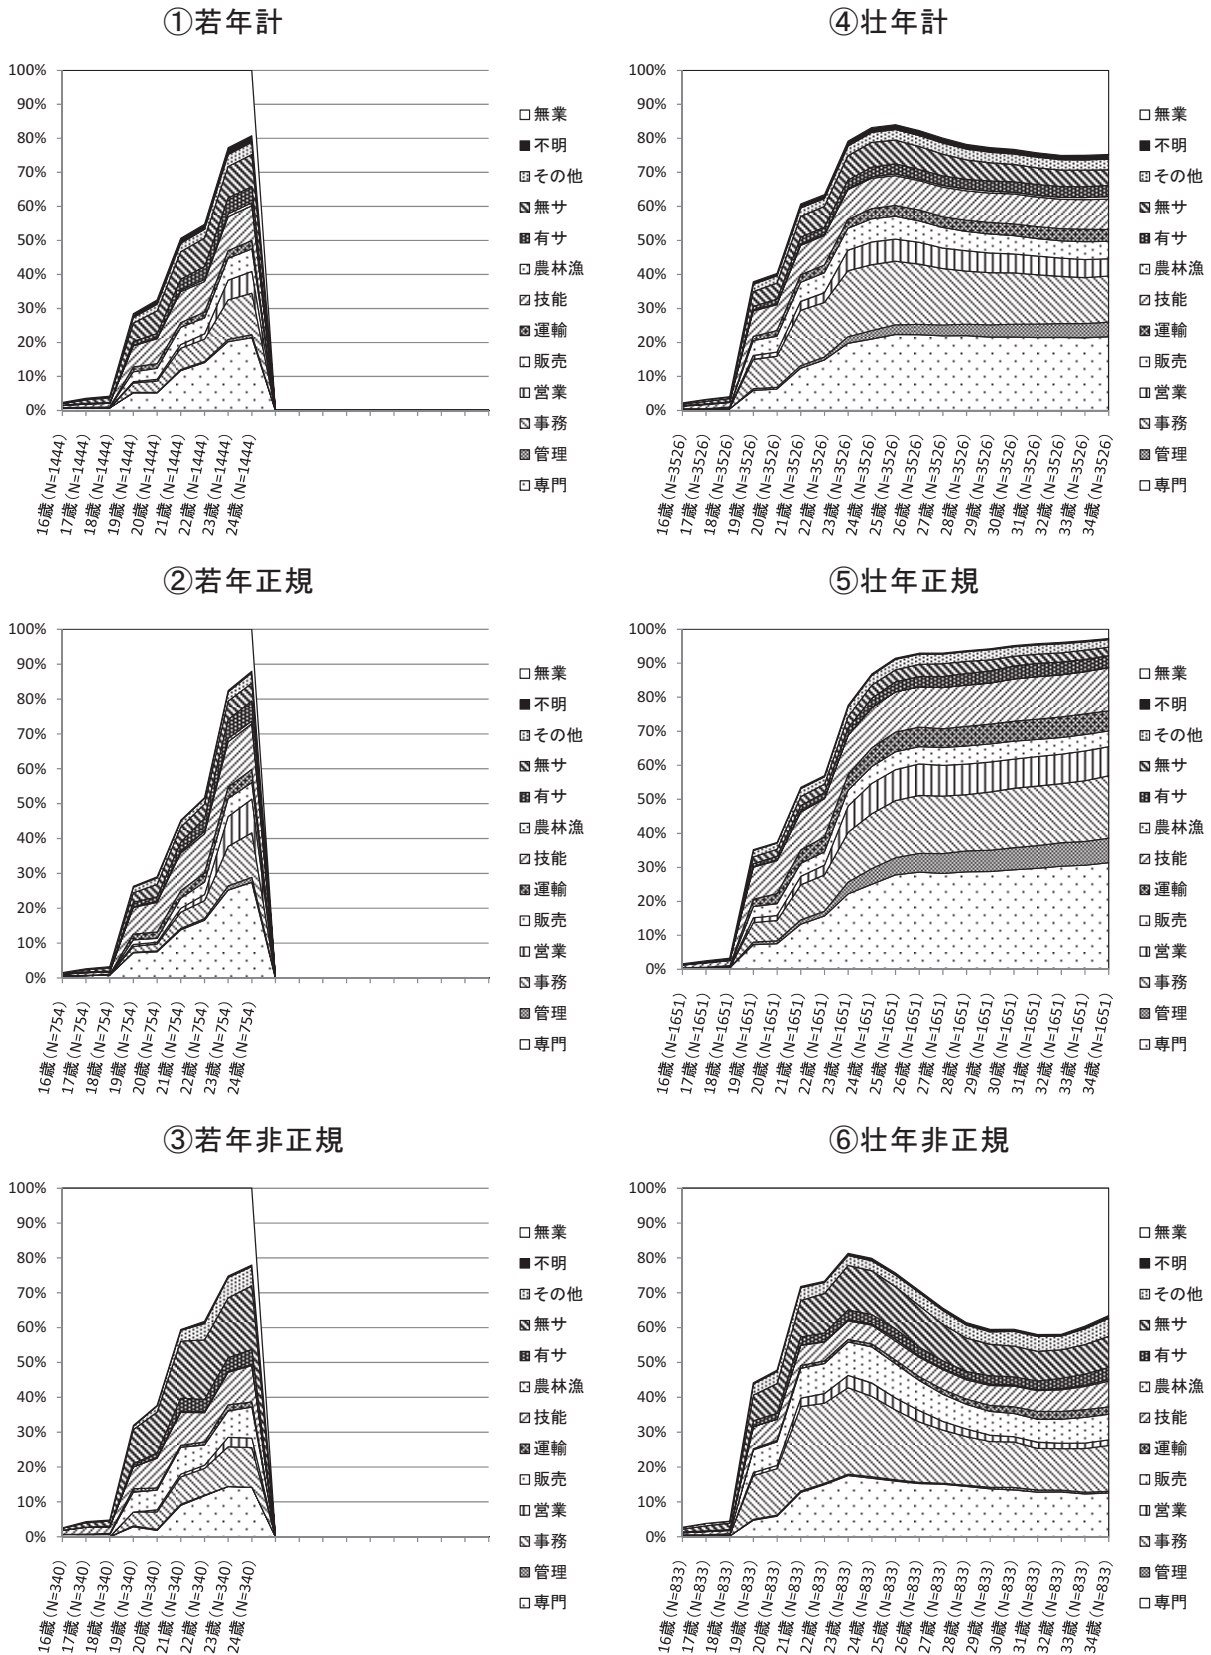 ①若年計
100%
90%
80%
70%
60%
50%
40%
30%
20%
10%
0%
16歳(N=1444)
17歳(N=1444)
18歳(N=1444)
19歳(N=1444)
20歳(N=1444)
21歳(N=1444)
22歳(N=1444)
23歳(N=1444)
24歳(N=1444)
無業
不明
その他
無サ
有サ
農林漁
技能
運輸
販売
営業
事務
管理
専門
④壮年計
100%
90%
80%
70%
60%
50%
40%
30%
20%
10%
0%
16歳(N=3526)
17歳(N=3526)
18歳(N=3526)
19歳(N=3526)
20歳(N=3526)
21歳(N=3526)
22歳(N=3526)
23歳(N=3526)
24歳(N=3526)
25歳(N=3526)
26歳(N=3526)
27歳(N=3526)
28歳(N=3526)
29歳(N=3526)
30歳(N=3526)
31歳(N=3526)
32歳(N=3526)
33歳(N=3526)
34歳(N=3526)
無業
不明
その他
無サ
有サ
農林漁
技能
運輸
販売
営業
事務
管理
専門
②若年正規
100%
90%
80%
70%
60%
50%
40%
30%
20%
10%
0%
16歳(N=754)
17歳(N=754)
18歳(N=754)
19歳(N=754)
20歳(N=754)
21歳(N=754)
22歳(N=754)
23歳(N=754)
24歳(N=754)
無業
不明
その他
無サ
有サ
農林漁
技能
運輸
販売
営業
事務
管理
専門
⑤壮年正規
100%
90%
80%
70%
60%
50%
40%
30%
20%
10%
0%
16歳(N=1651)
17歳(N=1651)
18歳(N=1651)
19歳(N=1651)
20歳(N=1651)
21歳(N=1651)
22歳(N=1651)
23歳(N=1651)
24歳(N=1651)
25歳(N=1651)
26歳(N=1651)
27歳(N=1651)
28歳(N=1651)
29歳(N=1651)
30歳(N=1651)
31歳(N=1651)
32歳(N=1651)
33歳(N=1651)
34歳(N=1651)
無業
不明
その他
無サ
有サ
農林漁
技能
運輸
販売
営業
事務
管理
専門
③若年非正規
100%
90%
80%
70%
60%
50%
40%
30%
20%
10%
0%
16歳(N=340)
17歳(N=340)
18歳(N=340)
19歳(N=340)
20歳(N=340)
21歳(N=340)
22歳(N=340)
23歳(N=340)
24歳(N=340)
無業
不明
その他
無サ
有サ
農林漁
技能
運輸
販売
営業
事務
管理
専門
⑥壮年非正規
100%
90%
80%
70%
60%
50%
40%
30%
20%
10%
0%
16歳(N=833)
17歳(N=833)
18歳(N=833)
19歳(N=833)
20歳(N=833)
21歳(N=833)
22歳(N=833)
23歳(N=833)
24歳(N=833)
25歳(N=833)
26歳(N=833)
27歳(N=833)
28歳(N=833)
29歳(N=833)
30歳(N=833)
31歳(N=833)
32歳(N=833)
33歳(N=833)
34歳(N=833)
無業
不明
その他
無サ
有サ
農林漁
技能
運輸
販売
営業
事務
管理
専門